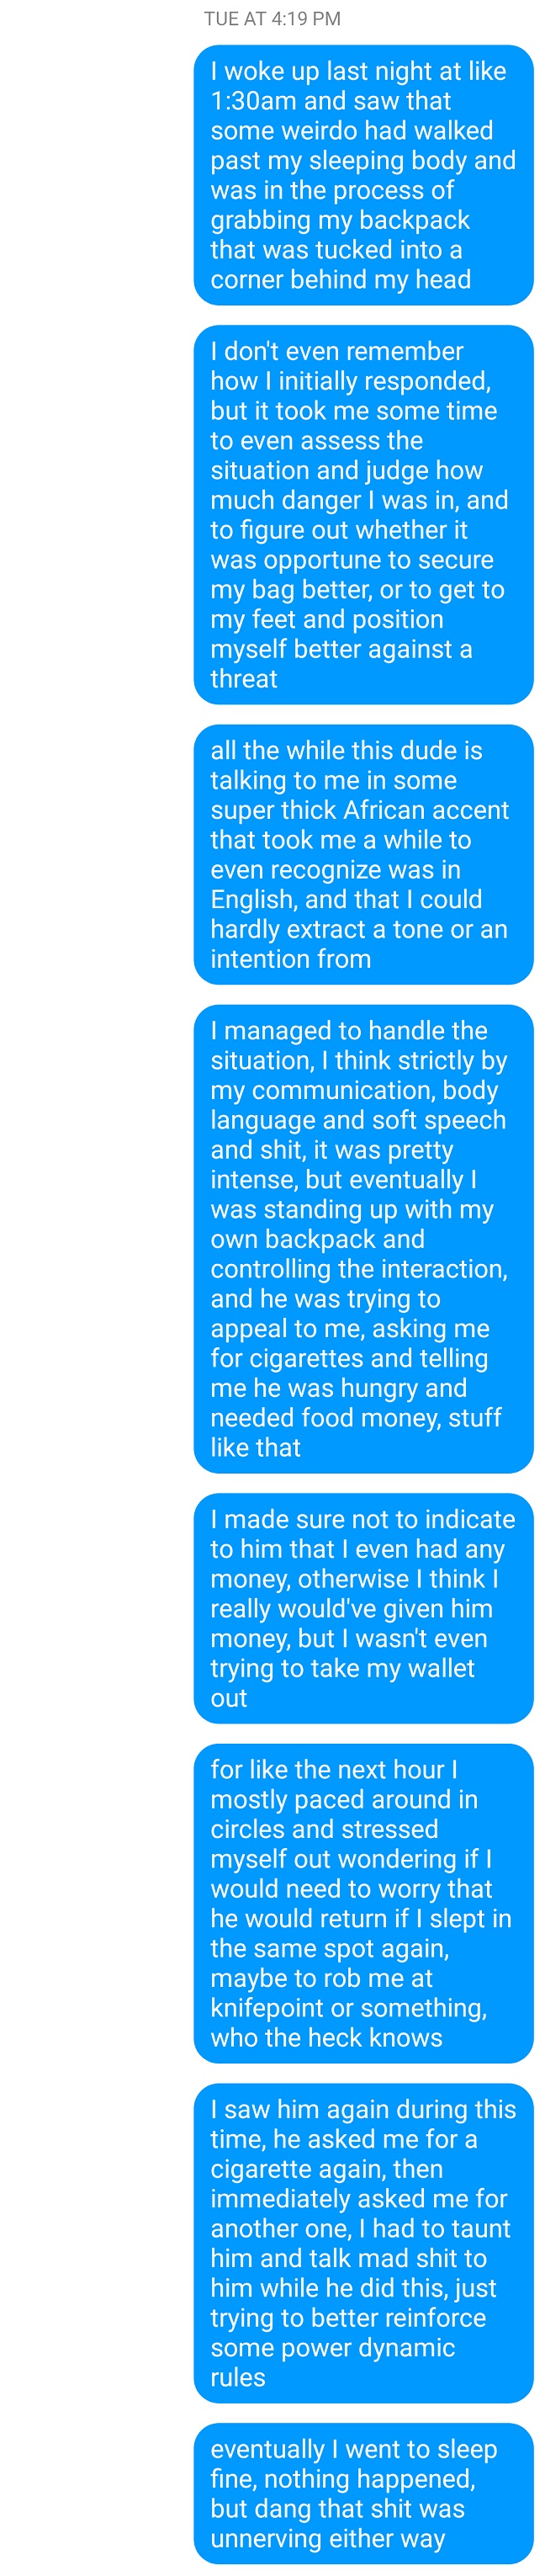 TUE AT 4:19 PM
I woke up last night at like
1:30am and saw that
some weirdo had walked
past my sleeping body and
was in the process of
grabbing my backpack
that was tucked into a
corner behind my head
I don't even remember
how I initially responded,
but it took me some time
to even assess the
situation and judge how
much danger I was in, and
to figure out whether it
was opportune to secure
my bag better, or to get to
my feet and position
myself better against a
threat
all the while this dude is
talking to me in some
super thick African accent
that took me a while to
even recognize was in
English, and that I could
hardly extract a tone or an
intention from
I managed to handle the
situation, I think strictly by
my communication, body
language and soft speech
and shit, it was pretty
intense, but eventually I
was standing up with my
own backpack and
controlling the interaction,
and he was trying to
appeal to me, asking me
for cigarettes and telling
me he was hungry and
needed food money, stuff
like that
I made sure not to indicate
to him that I even had any
money, otherwise I think I
really would've given him
money, but I wasn't even
trying to take my wallet
out
for like the next hour I
mostly paced around in
circles and stressed
myself out wondering if I
would need to worry that
he would return if I slept in
the same spot again,
maybe to rob me at
knifepoint or something,
who the heck knows
I saw him again during this
time, he asked me for a
cigarette again, then
immediately asked me for
another one, I had to taunt
him and talk mad shit to
him while he did this, just
trying to better reinforce
some power dynamic
rules
eventually I went to sleep
fine, nothing happened,
but dang that shit was
unnerving either way